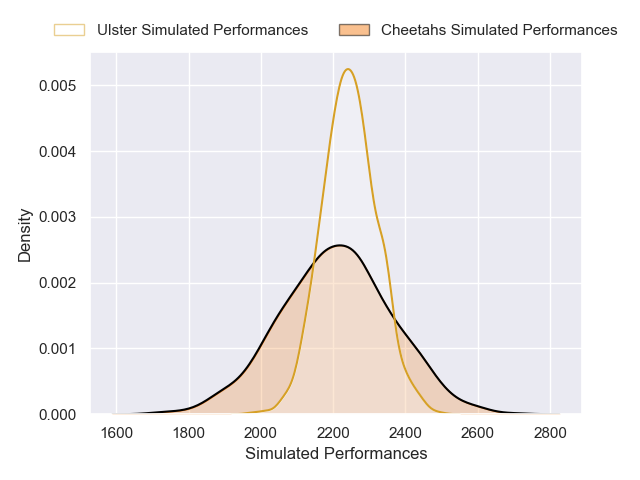 Ulster Simulated Performances Cheetahs Simulated Performances
0.005
0.004
0.003
0.002
0.001
0.000
Density
1600 1800 2000 2200 2400 2600 2800
Simulated Performances